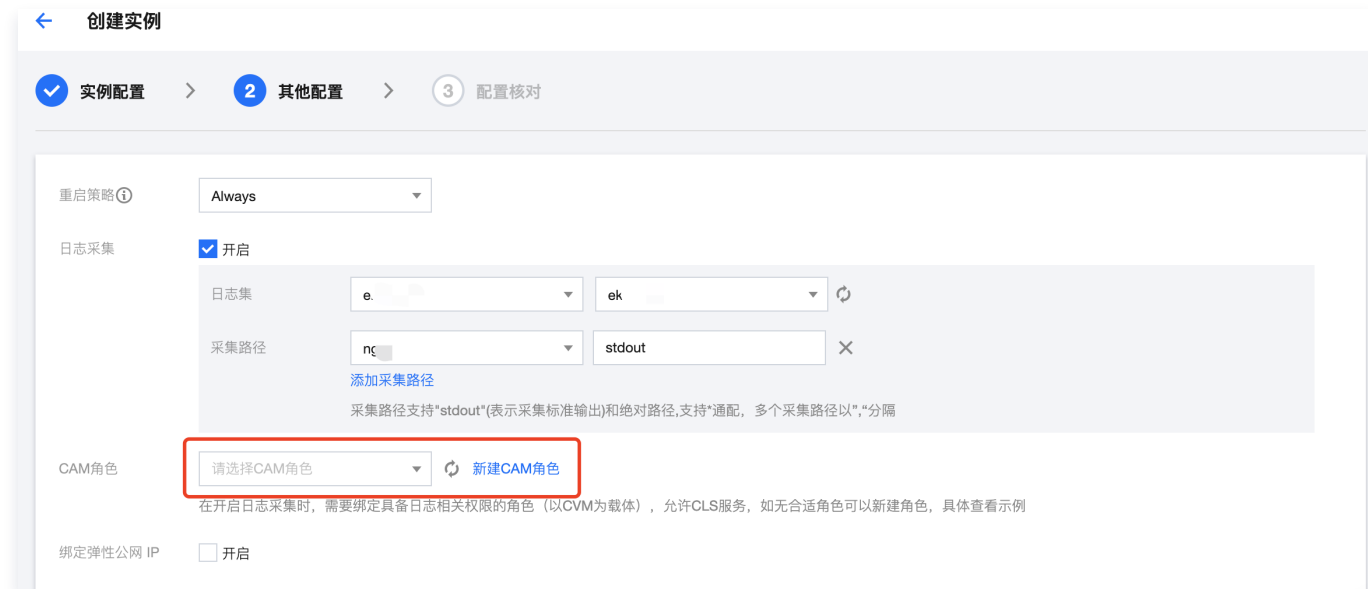 创建实例
实例配置
2 其他配置
3 配置核对
重启策略 Always
日志采集 开启
日志集 e. ek
采集路径 stdout
添加采集路径
采集路径支持"stdout"(表示采集标准输出)和绝对路径,支持*通配，多个采集路径以”,“分隔
CAM角色 请选择CAM角色 新建CAM角色
在开启日志采集时，需要绑定具备日志相关权限的角色（以CVM为载体）,允许CLS服务，如无合适角色可以新建角色，具体查看示例
绑定弹性公网 IP 开启